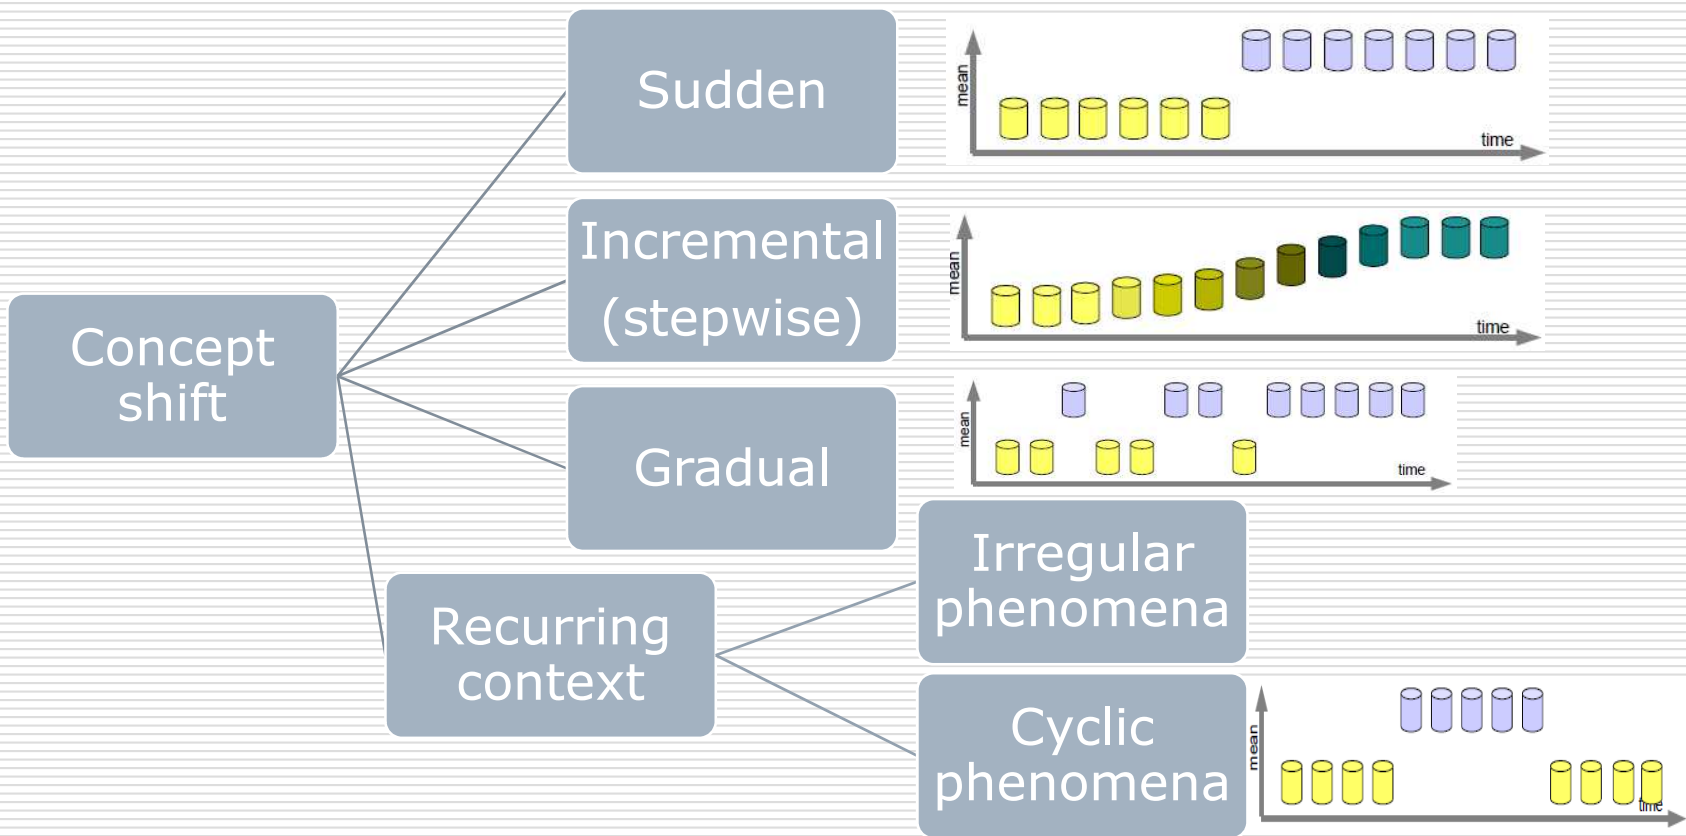 Sudden
mean
time
Incremental
(stepwise)
mean
time
Concept
shift
Gradual
mean
time
Irregular
phenomena
Recurring
context
Cyclic
phenomena
mean
time